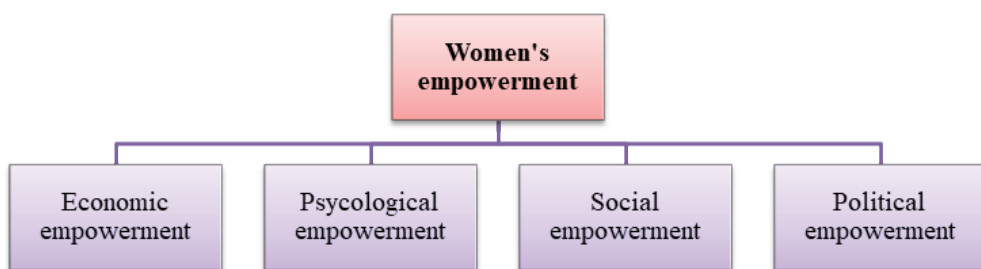 Women's
empowerment
Economic
empowerment
Psycological
empowerment
Social
empowerment
Political
empowerment